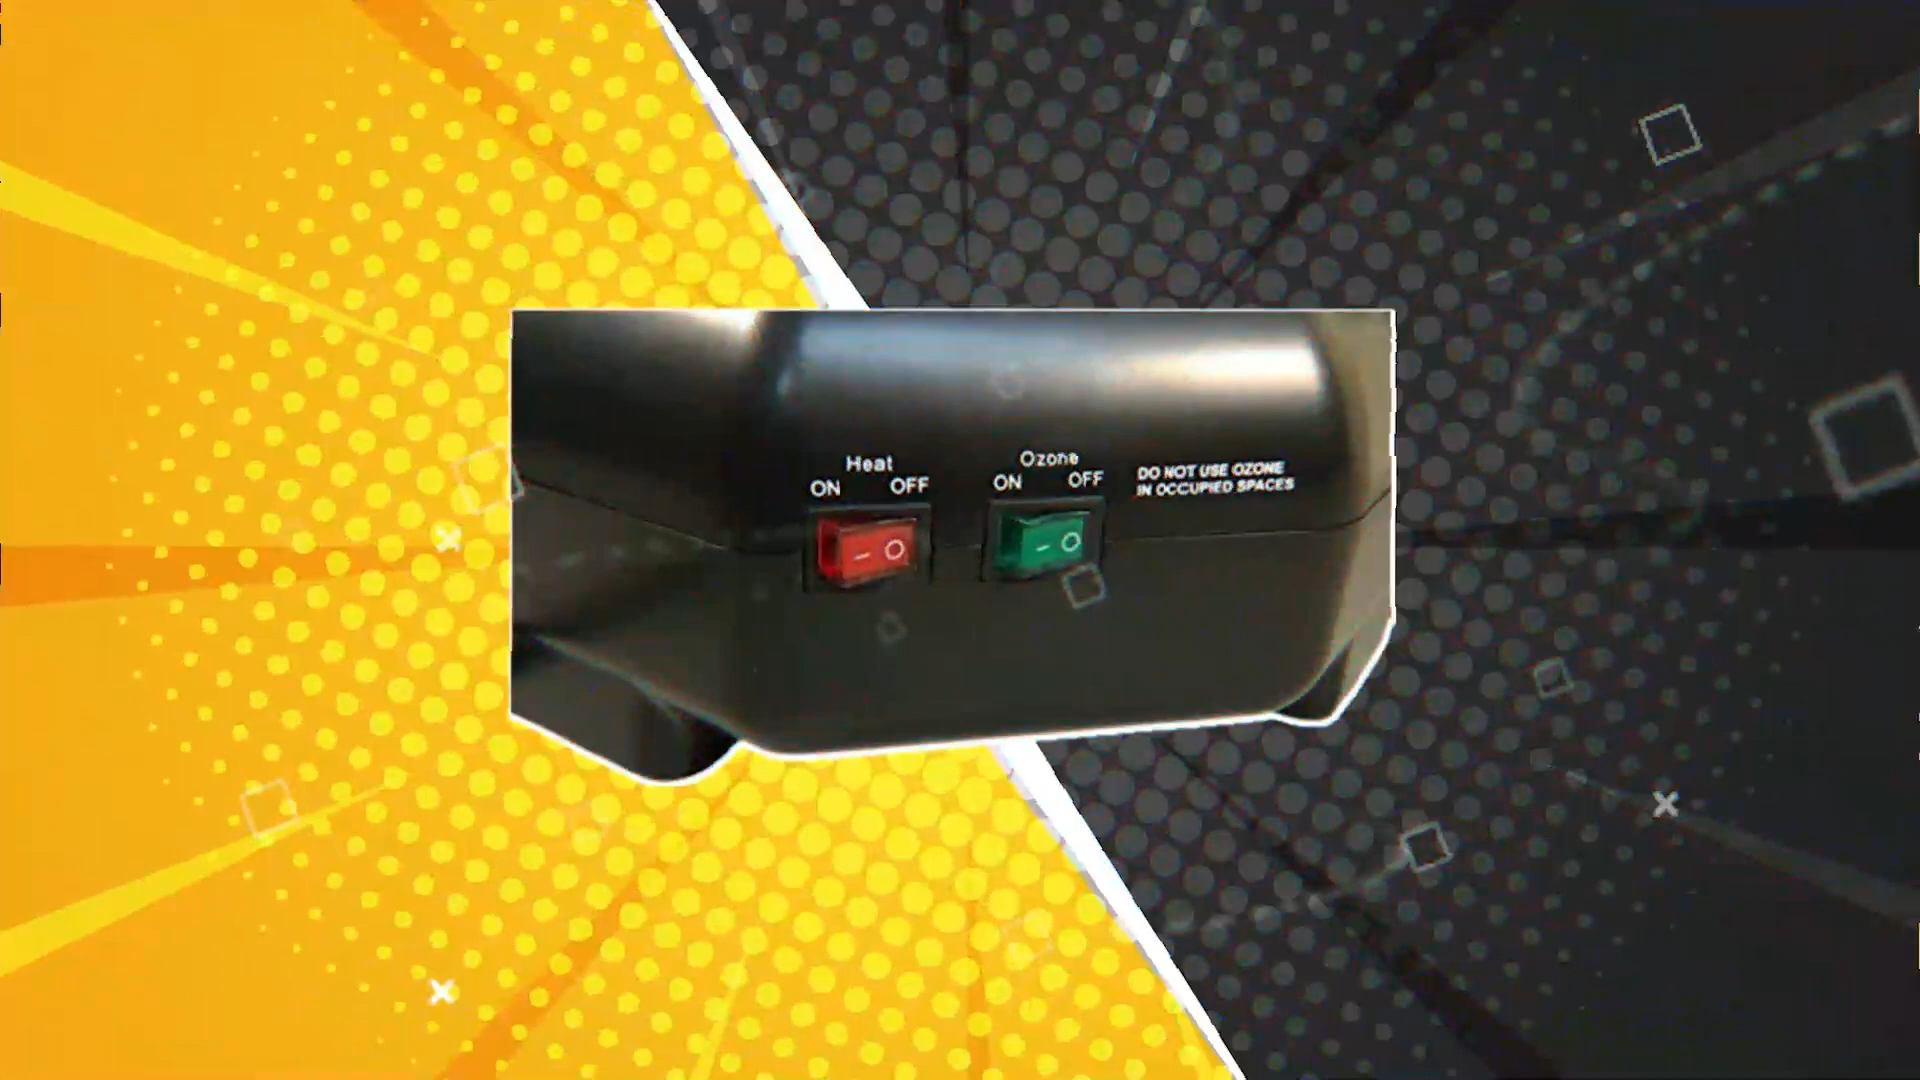 Heat
ON OFF
Ozone
ON OFF
DO NOT USE OZONE
IN OCCUPIED SPACES